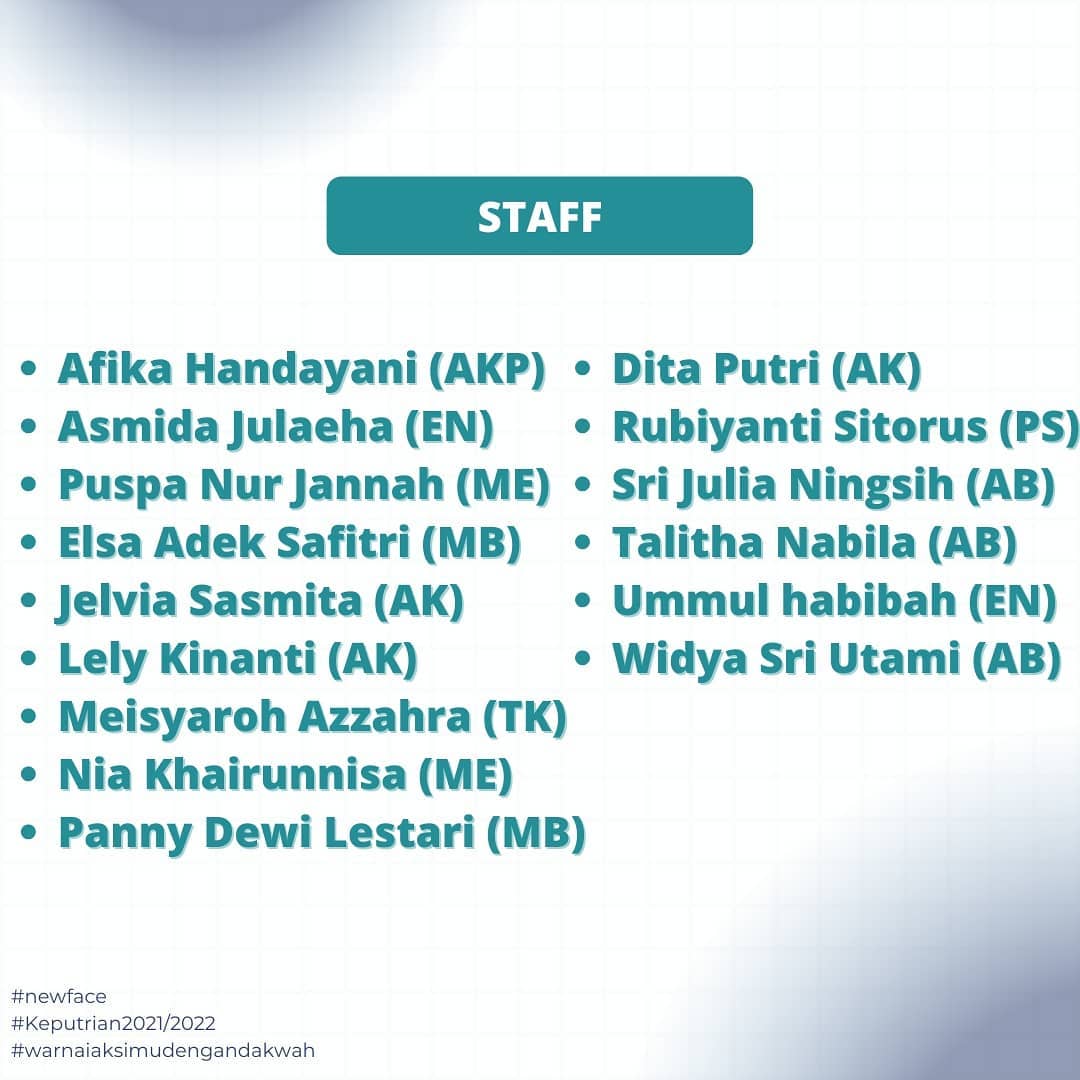 STAFF
• Afika Handayani (AKP)
• Asmida Julaeha (EN)
• Puspa Nur Jannah (ME)
• Elsa Adek Safitri (MB)
• Jelvia Sasmita (AK)
• Lely Kinanti (AK)
• Meisyaroh Azzahra (TK)
• Nia Khairunnisa (ME)
• Panny Dewi Lestari (MB)
• Dita Putri (AK)
• Rubiyanti Sitorus (PS)
• Sri Julia Ningsih (AB)
• Talitha Nabila (AB)
• Ummul habibah (EN)
• Widya Sri Utami (AB)
#newface
#Keputrian2021/2022
#warnaiaksimudengandakwah